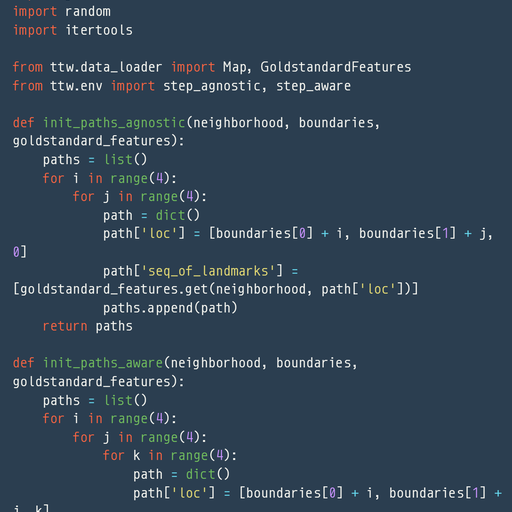 import random
import itertools
from ttw.data_loader import Map, GoldstandardFeatures
from ttw.env import step_agnostic, step_aware
def init_paths_agnostic(neighborhood, boundaries,
goldstandard_features):
    paths = list()
    for i in range(4):
        for j in range(4):
            path = dict()
            path['loc'] = [boundaries[0] + i, boundaries[1] + j,
0]
            path['seq_of_landmarks'] =
[goldstandard_features.get(neighborhood, path['loc'])]
            paths.append(path)
    return paths
def init_paths_aware(neighborhood, boundaries,
goldstandard_features):
    paths = list()
    for i in range(4):
        for j in range(4):
            for k in range(4):
                path = dict()
                path['loc'] = [boundaries[0] + i, boundaries[1] +
j, k]